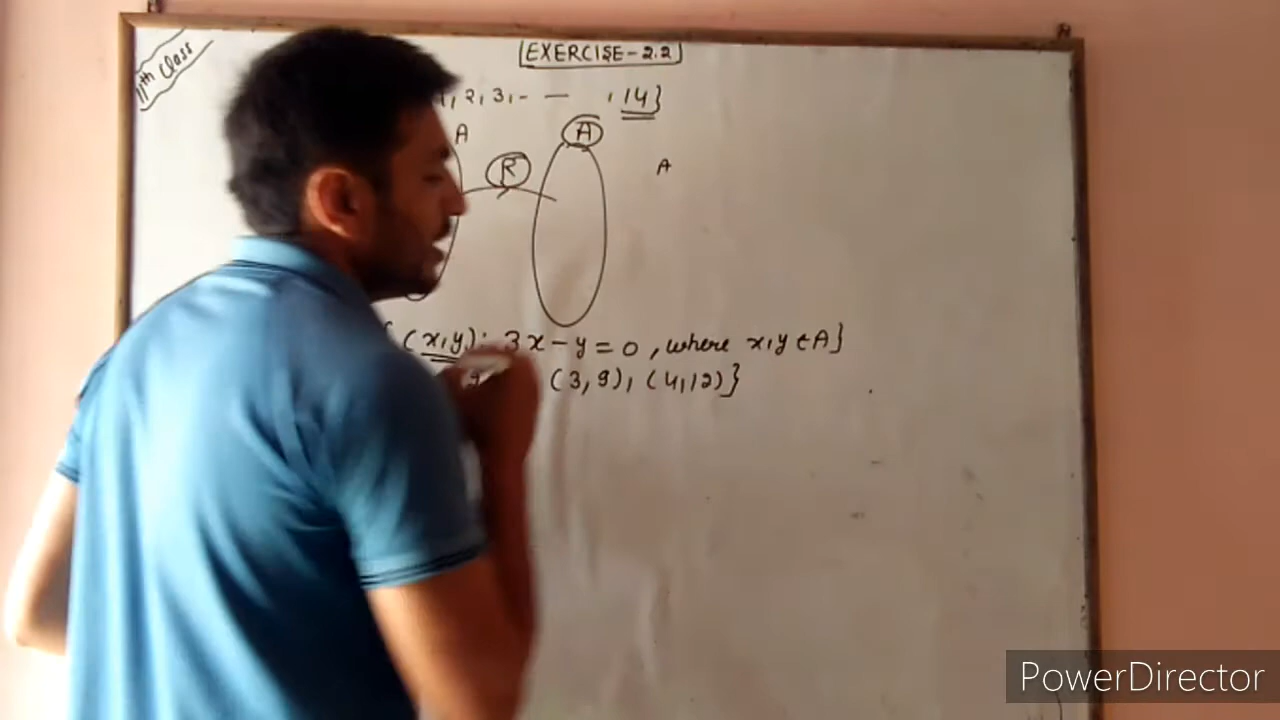 11th Class
EXERCISE-2.2
1, 2, 3, - — , 14}
A
R
A
A
{(x,y): 3x-y=0, where x,y ∈ A}
(3,9), (4,12)}
PowerDirector